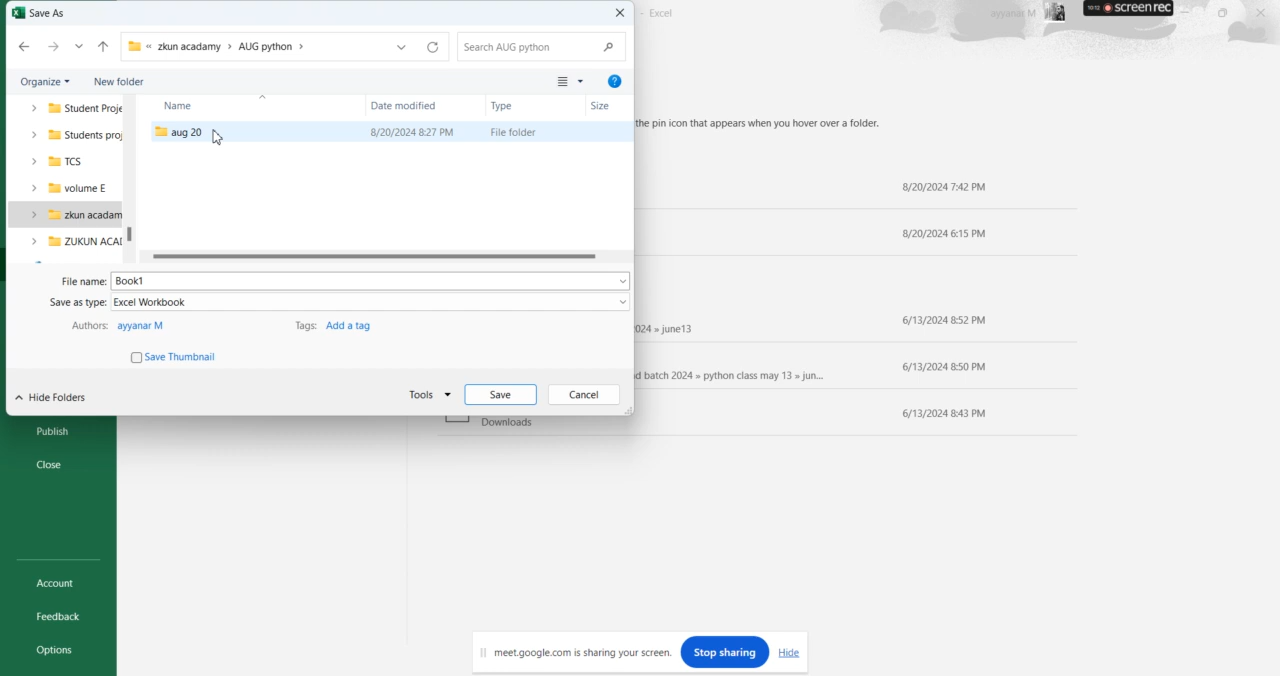 Save As
- Excel
ayyanar M
10:12 screenrec
« zkun acadamy > AUG python >
Search AUG python
Organize
New folder
Student Proje
Students proj
TCS
volume E
zkun acadam
ZUKUN ACAD
Name
Date modified
Type
Size
aug 20
8/20/2024 8:27 PM
File folder
the pin icon that appears when you hover over a folder.
8/20/2024 7:42 PM
8/20/2024 6:15 PM
File name: Book1
Save as type: Excel Workbook
Authors: ayyanar M
Tags: Add a tag
Save Thumbnail
2024 » june13
6/13/2024 8:52 PM
d batch 2024 » python class may 13 » jun...
6/13/2024 8:50 PM
Hide Folders
Tools
Save
Cancel
Downloads
6/13/2024 8:43 PM
Publish
Close
Account
Feedback
Options
meet.google.com is sharing your screen.
Stop sharing
Hide